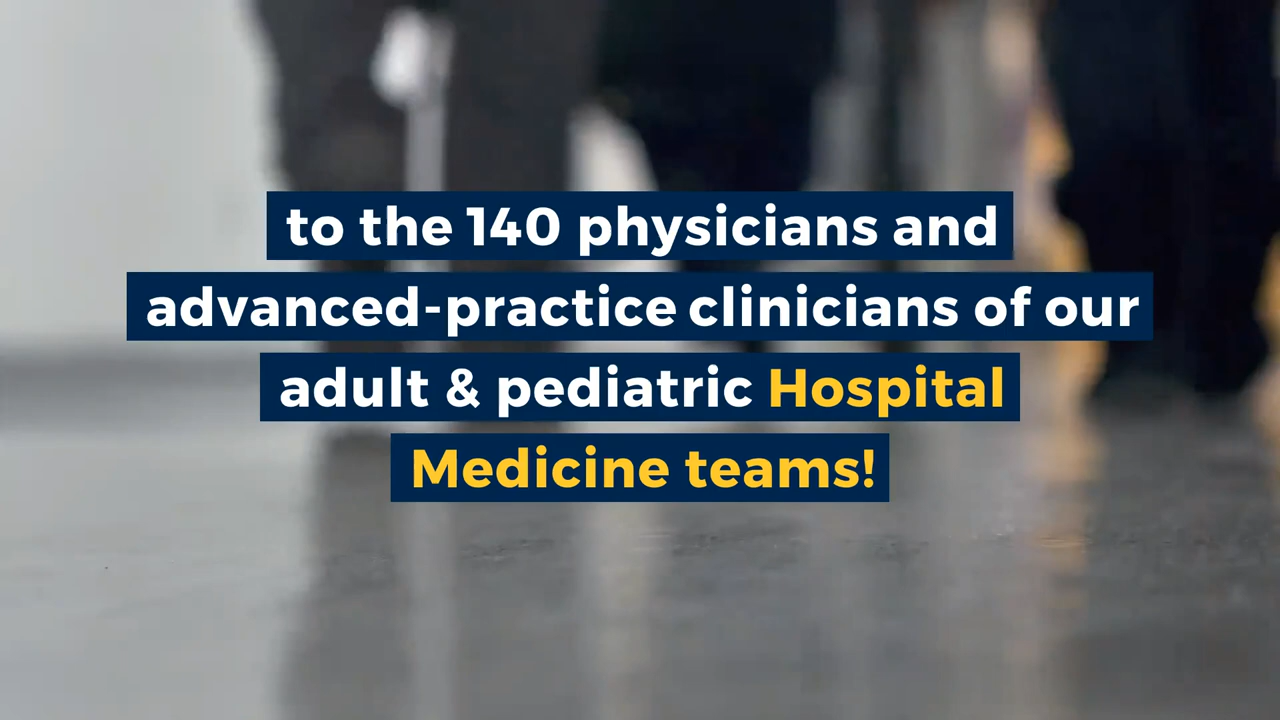 to the 140 physicians and
advanced-practice clinicians of our
adult & pediatric Hospital
Medicine teams!